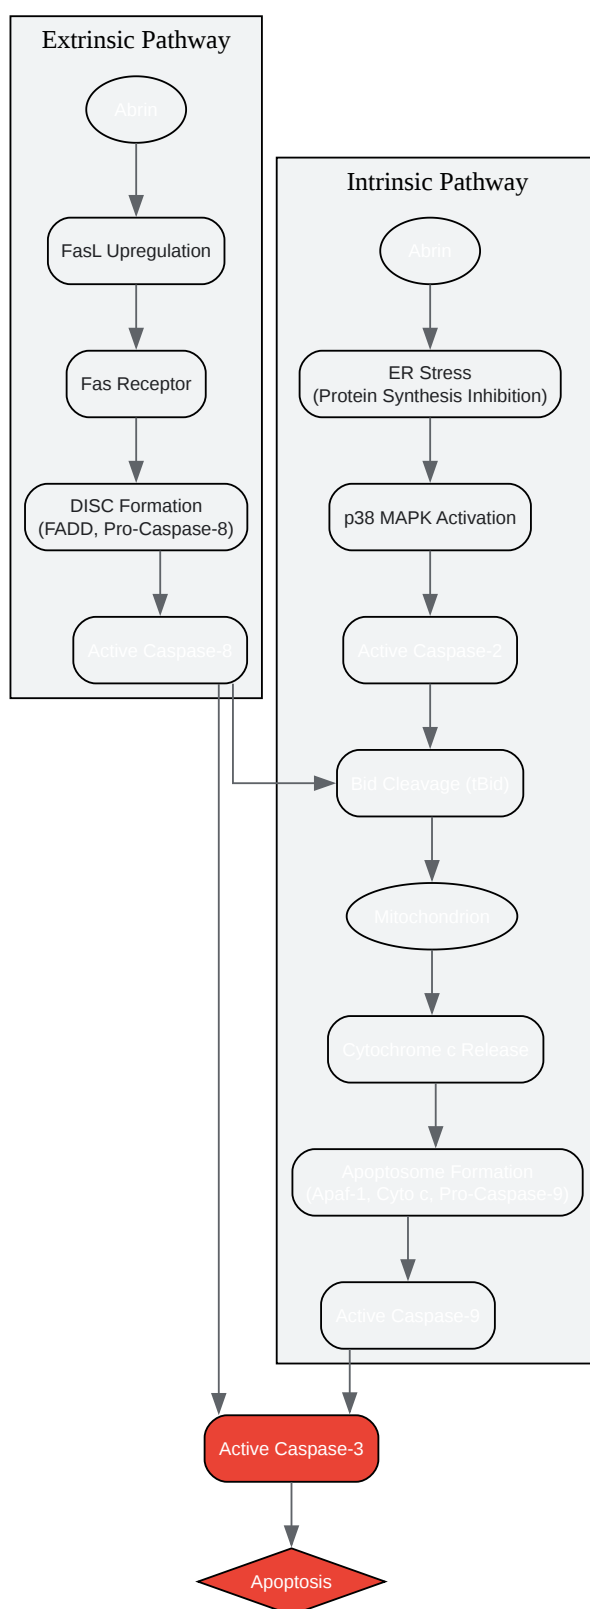 Extrinsic Pathway
Abrin
FasL Upregulation
Fas Receptor
DISC Formation
(FADD, Pro-Caspase-8)
Active Caspase-8
Intrinsic Pathway
Abrin
ER Stress
(Protein Synthesis Inhibition)
p38 MAPK Activation
Active Caspase-2
Bid Cleavage (tBid)
Mitochondrion
Cytochrome c Release
Apoptosome Formation
(Apaf-1, Cyto c, Pro-Caspase-9)
Active Caspase-9
Active Caspase-3
Apoptosis